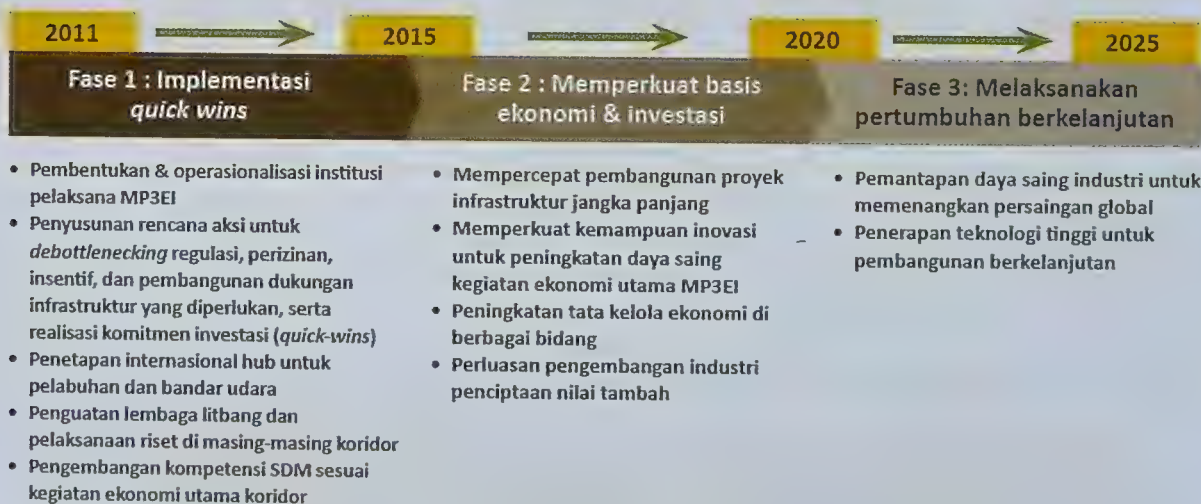 2011
2015
2020
2025
Fase 1 : Implementasi
quick wins
Fase 2 : Memperkuat basis
ekonomi & investasi
Fase 3: Melaksanakan
pertumbuhan berkelanjutan
• Pembentukan & operasionalisasi institusi
pelaksana MP3EI
• Penyusunan rencana aksi untuk
debottlenecking regulasi, perizinan,
insentif, dan pembangunan dukungan
infrastruktur yang diperlukan, serta
realisasi komitmen investasi (quick-wins)
• Penetapan internasional hub untuk
pelabuhan dan bandar udara
• Penguatan lembaga litbang dan
pelaksanaan riset di masing-masing koridor
• Pengembangan kompetensi SDM sesuai
kegiatan ekonomi utama koridor
• Mempercepat pembangunan proyek
infrastruktur jangka panjang
• Memperkuat kemampuan inovasi
untuk peningkatan daya saing
kegiatan ekonomi utama MP3EI
• Peningkatan tata kelola ekonomi di
berbagai bidang
• Perluasan pengembangan industri
penciptaan nilai tambah
• Pemantapan daya saing industri untuk
memenangkan persaingan global
• Penerapan teknologi tinggi untuk
pembangunan berkelanjutan